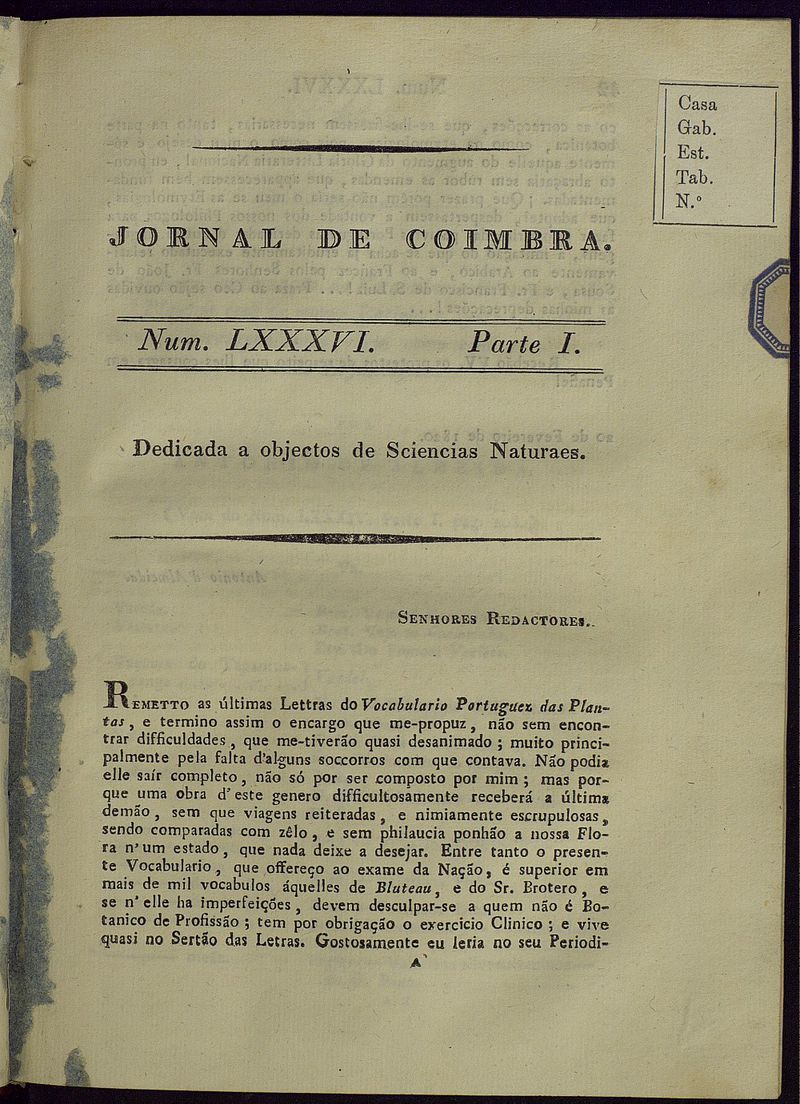 Casa
Gab.
Est.
Tab.
N.º
JORNAL DE COIMBRA.
Num. LXXXVI. Parte I.
Dedicada a objectos de Sciencias Naturaes.
SENHORES REDACTORES.
REMETTO as últimas Lettras do Vocabulario Portuguez das Plan-
tas, e termino assim o encargo que me-propuz, não sem encon-
trar difficuldades, que me-tiverão quasi desanimado; muito princi-
palmente pela falta d'alguns soccorros com que contava. Não podia
elle saír completo, não só por ser composto por mim; mas por-
que uma obra d'este genero difficultosamente receberá a última
demão, sem que viagens reiteradas, e nimiamente escrupulosas,
sendo comparadas com zêlo, e sem philaucia ponhão a nossa Flo-
ra n'um estado, que nada deixe a desejar. Entre tanto o presen-
te Vocabulario, que offereço ao exame da Nação, é superior em
mais de mil vocabulos áquelles de Bluteau, e do Sr. Brotero, e
se n'elle ha imperfeições, devem desculpar-se a quem não é Bo-
tanico de Profissão; tem por obrigação o exercicio Clinico; e vive
quasi no Sertão das Letras. Gostosamente eu leria no seu Periodi-
A